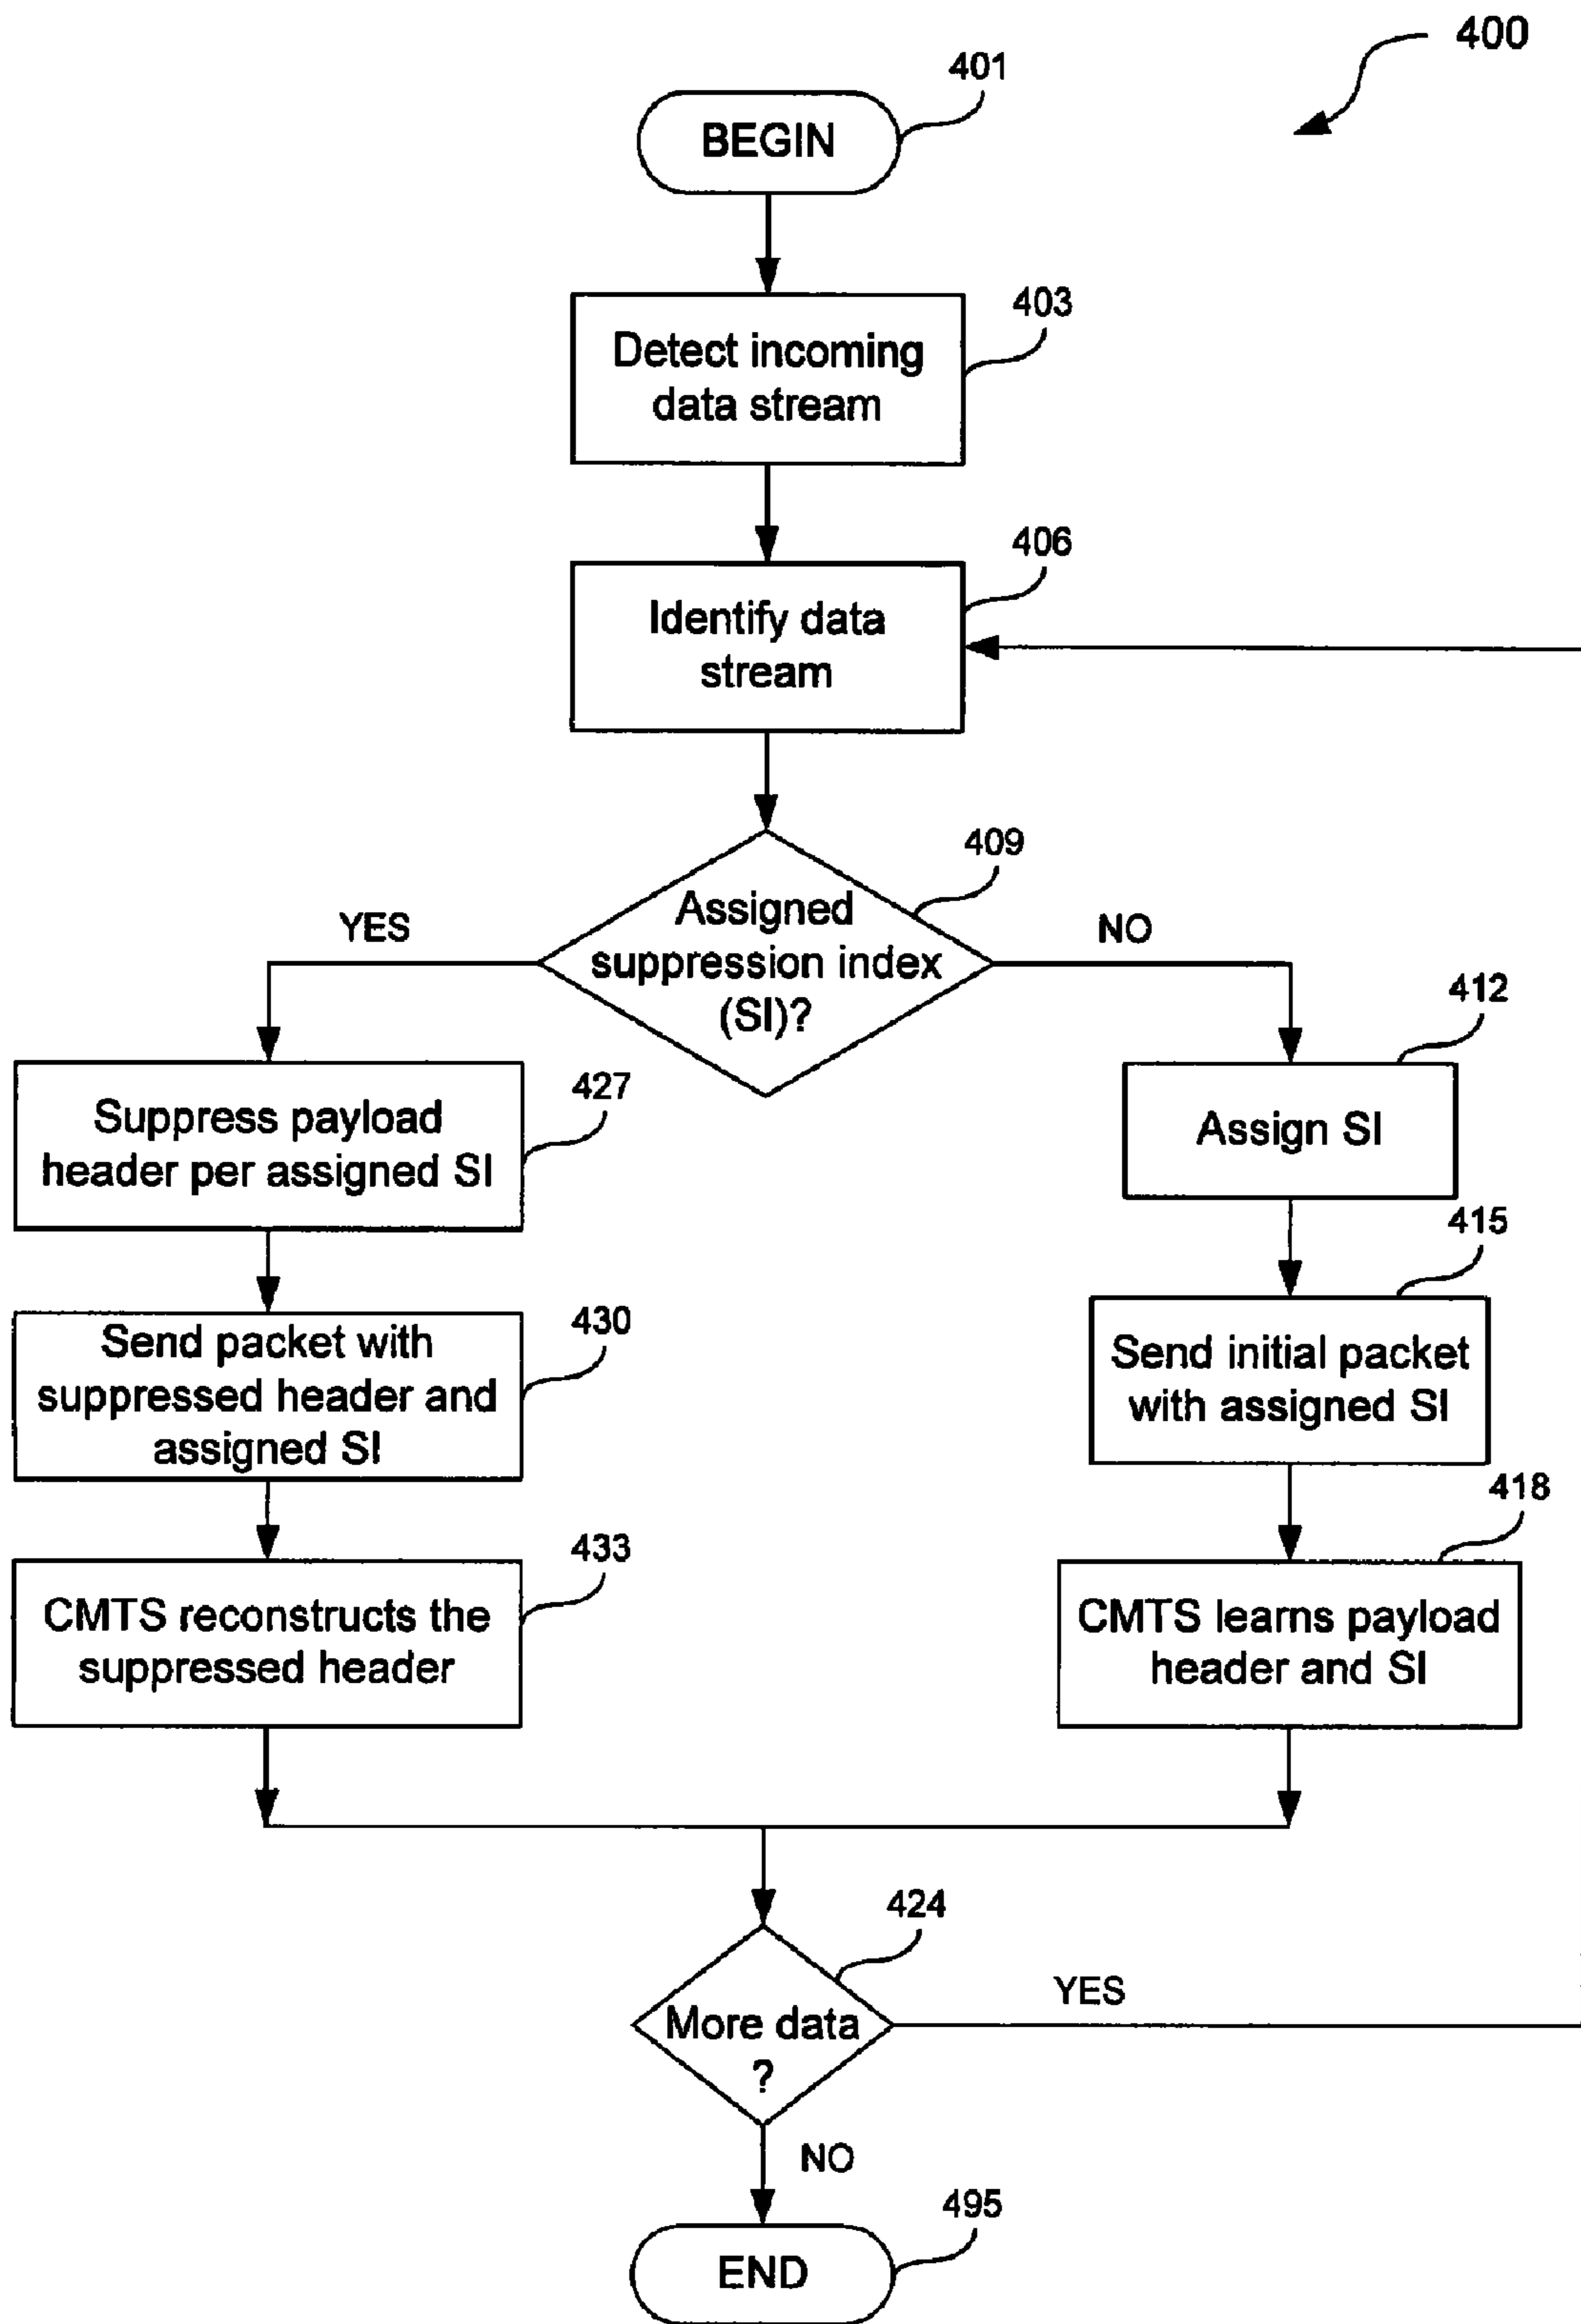 400
401
BEGIN
403
Detect incoming
data stream
406
Identify data
stream
409
Assigned
suppression index
(SI)?
YES
NO
427
Suppress payload
header per assigned SI
412
Assign SI
430
Send packet with
suppressed header and
assigned SI
415
Send initial packet
with assigned SI
433
CMTS reconstructs the
suppressed header
418
CMTS learns payload
header and SI
424
More data
?
YES
NO
495
END